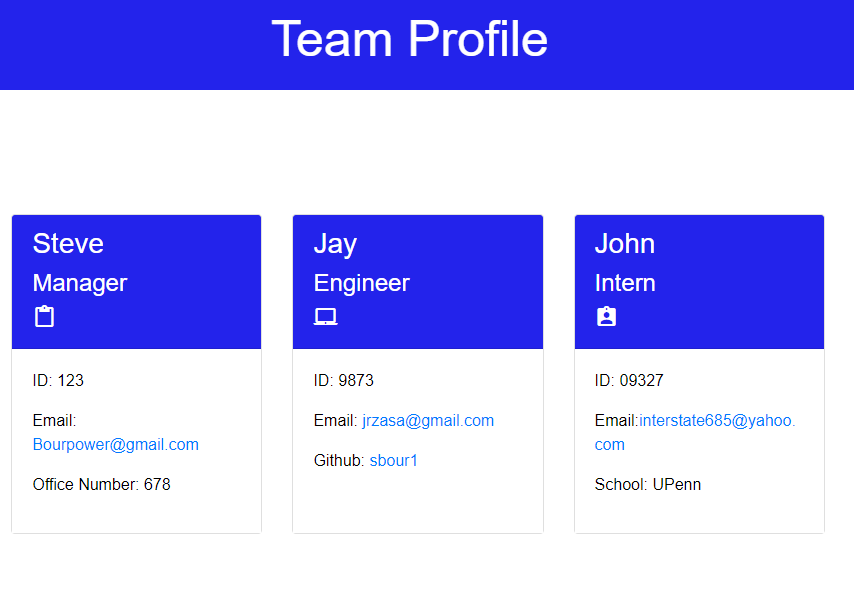 Team Profile
Steve
Manager
ID: 123
Email:
Bourpower@gmail.com
Office Number: 678
Jay
Engineer
ID: 9873
Email: jrzasa@gmail.com
Github: sbour1
John
Intern
ID: 09327
Email:interstate685@yahoo.
com
School: UPenn